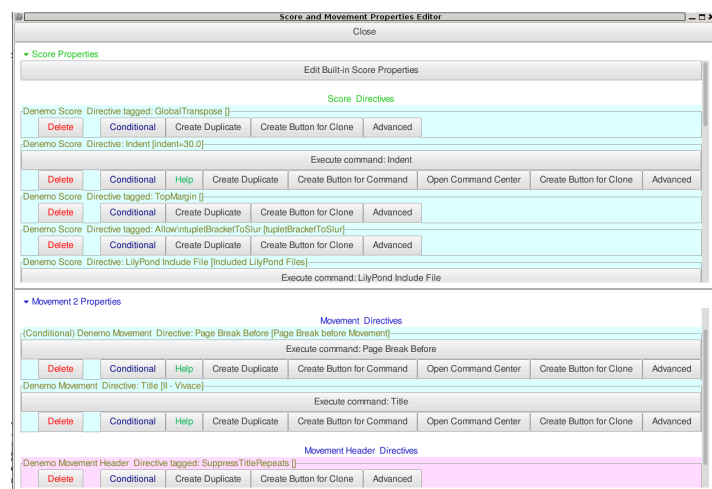 Score and Movement Properties Editor
Close
Score Properties
Edit Built-in Score Properties
Score Directives
Denemo Score Directive tagged: GlobalTranspose []
Delete Conditional Create Duplicate Create Button for Clone Advanced
Denemo Score Directive: Indent [indent=30.0]
Execute command: Indent
Delete Conditional Help Create Duplicate Create Button for Command Open Command Center Create Button for Clone Advanced
Denemo Score Directive tagged: TopMargin []
Delete Conditional Create Duplicate Create Button for Clone Advanced
Denemo Score Directive tagged: Allow\ntupletBracketToSlur [tupletBracketToSlur]
Delete Conditional Create Duplicate Create Button for Clone Advanced
Denemo Score Directive: LilyPond Include File [Included LilyPond Files]
Execute command: LilyPond Include File
Movement 2 Properties
Movement Directives
(Conditional) Denemo Movement Directive: Page Break Before [Page Break before Movement]
Execute command: Page Break Before
Delete Conditional Help Create Duplicate Create Button for Command Open Command Center Create Button for Clone Advanced
Denemo Movement Directive: Title [II - Vivace]
Execute command: Title
Delete Conditional Help Create Duplicate Create Button for Command Open Command Center Create Button for Clone Advanced
Movement Header Directives
Denemo Movement Header Directive tagged: SuppressTitleRepeats []
Delete Conditional Create Duplicate Create Button for Clone Advanced